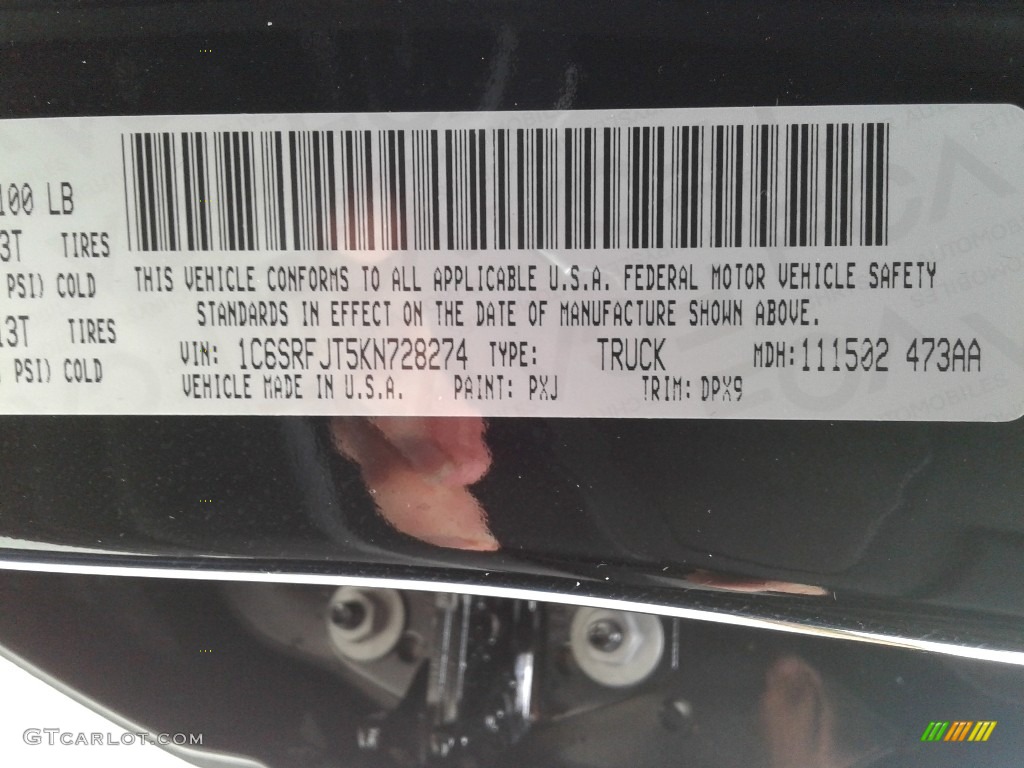 100 LB
3T TIRES
PSI) COLD
13T TIRES
PSI) COLD
THIS VEHICLE CONFORMS TO ALL APPLICABLE U.S.A. FEDERAL MOTOR VEHICLE SAFETY
STANDARDS IN EFFECT ON THE DATE OF MANUFACTURE SHOWN ABOVE.
VIN: 1C6SRFJT5KN728274 TYPE: TRUCK MDH: 111502 473AA
VEHICLE MADE IN U.S.A. PAINT: PXJ TRIM: DPX9
GTCARLOT.COM